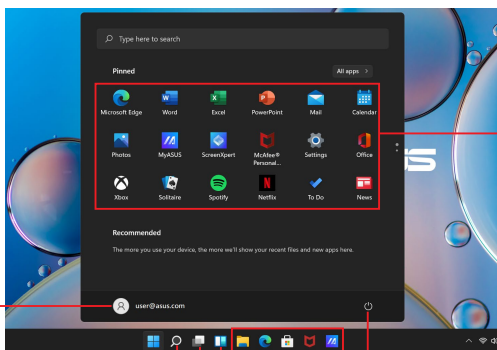 Type here to search
Pinned
All apps >
Microsoft Edge Word Excel PowerPoint Mail Calendar
Photos MyASUS ScreenXpert McAfee® Settings Office
Personal...
Xbox Solitaire Spotify Netflix To Do News
Recommended
The more you use your device, the more we'll show your recent files and new apps here.
user@asus.com